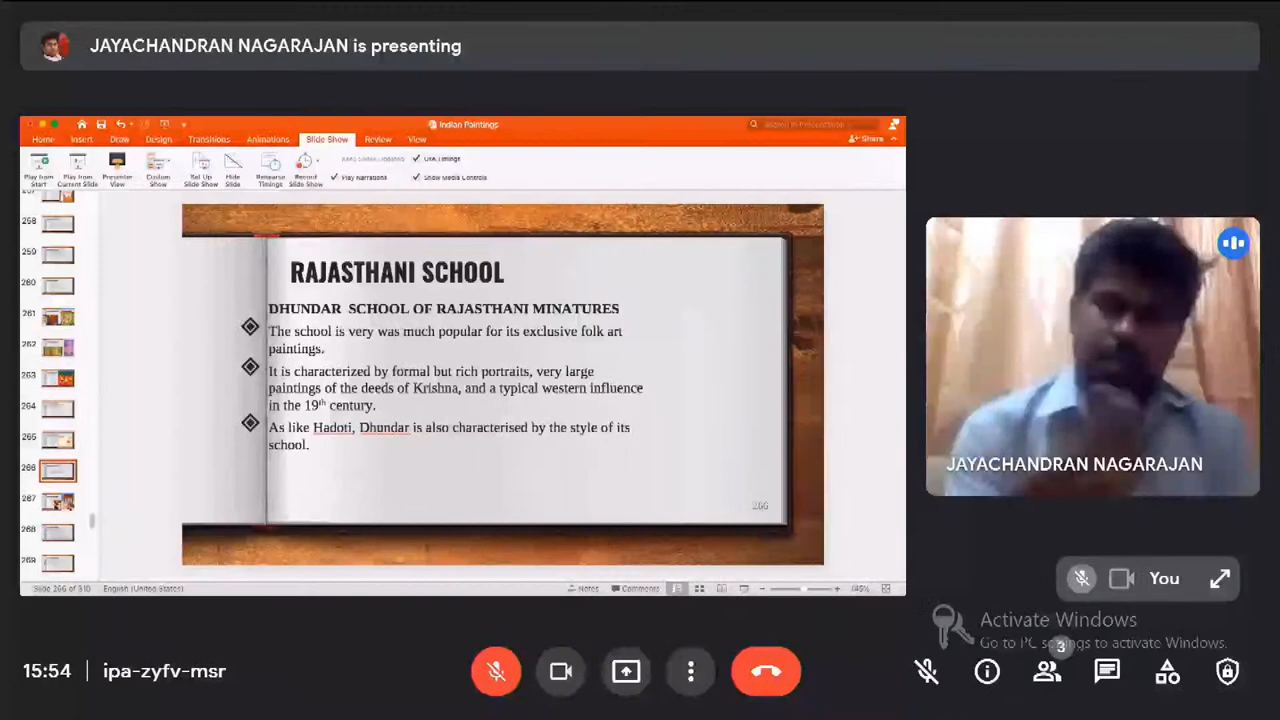 JAYACHANDRAN NAGARAJAN is presenting
Indian Paintings
Home Insert Draw Design Transitions Animations Slide Show Review View
Share
Play from Start
Play from Current Slide
Presenter View
Custom Show
Set Up Slide Show
Hide Slide
Rehearse Timings
Record Slide Show
Play Narrations
Use Timings
Show Media Controls
258
259
260
261
262
263
264
265
266
267
268
269
RAJASTHANI SCHOOL
DHUNDAR SCHOOL OF RAJASTHANI MINATURES
The school is very was much popular for its exclusive folk art
paintings.
It is characterized by formal but rich portraits, very large
paintings of the deeds of Krishna, and a typical western influence
in the 19th century.
As like Hadoti, Dhundar is also characterised by the style of its
school.
266
Slide 266 of 310 English (United States)
Notes Comments
JAYACHANDRAN NAGARAJAN
You
Activate Windows
Go to PC settings to activate Windows.
3
15:54 | ipa-zyfv-msr